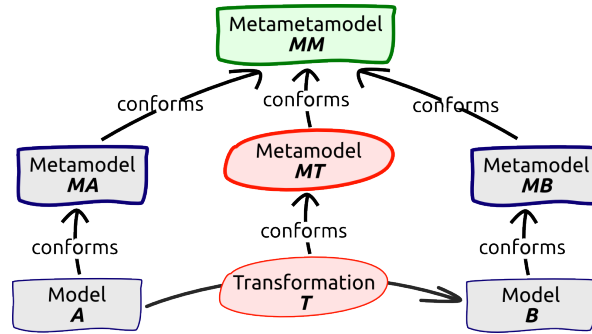 Metametamodel
MM
conforms
conforms
conforms
Metamodel
MA
Metamodel
MT
Metamodel
MB
conforms
conforms
conforms
Model
A
Transformation
T
Model
B